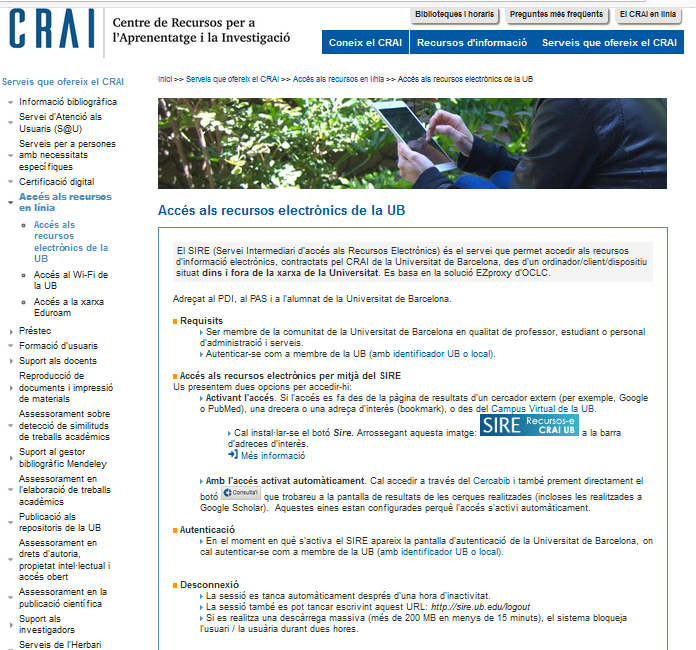 CRAI
Centre de Recursos per a
l'Aprenentatge i la Investigació
Biblioteques i horaris
Preguntes més freqüents
El CRAI en línia
Coneix el CRAI
Recursos d'informació
Serveis que ofereix el CRAI
Serveis que ofereix el CRAI
Informació bibliogràfica
Servei d'Atenció als
Usuaris (S@U)
Serveis per a persones
amb necessitats
específiques
Certificació digital
Accés als recursos
en línia
Accés als
recursos
electrònics de la
UB
Accés al Wi-Fi de
la UB
Accés a la xarxa
Eduroam
Préstec
Formació d'usuaris
Suport als docents
Reproducció de
documents i impressió
de materials
Assessorament sobre
detecció de similituds
de treballs acadèmics
Suport al gestor
bibliogràfic Mendeley
Assessorament en
l'elaboració de treballs
acadèmics
Publicació als
repositoris de la UB
Assessorament en
drets d'autoria,
propietat intel·lectual i
accés obert
Assessorament en la
publicació científica
Suport als
investigadors
Serveis de l'Herbari
Inici >> Serveis que ofereix el CRAI >> Accés als recursos en línia >> Accés als recursos electrònics de la UB
Accés als recursos electrònics de la UB
El SIRE (Servei Intermediari d'accés als Recursos Electrònics) és el servei que permet accedir als recursos
d'informació electrònics, contractats pel CRAI de la Universitat de Barcelona, des d'un ordinador/client/dispositiu
situat dins i fora de la xarxa de la Universitat. Es basa en la solució EZproxy d'OCLC.
Adreçat al PDI, al PAS i a l'alumnat de la Universitat de Barcelona.
Requisits
Ser membre de la comunitat de la Universitat de Barcelona en qualitat de professor, estudiant o personal
d'administració i serveis.
Autenticar-se com a membre de la UB (amb identificador UB o local).
Accés als recursos electrònics per mitjà del SIRE
Us presentem dues opcions per accedir-hi:
Activant l'accés. Si l'accés es fa des de la pàgina de resultats d'un cercador extern (per exemple, Google
o PubMed), una drecera o una adreça d'interès (bookmark), o des del Campus Virtual de la UB.
Cal instal·lar-se el botó Sire. Arrossegant aquesta imatge: SIRE Recursos-e CRAI UB a la barra
d'adreces d'interès.
Més informació
Amb l'accés activat automàticament. Cal accedir a través del Cercabib i també prement directament el
botó Consulta'l que trobareu a la pantalla de resultats de les cerques realitzades (incloses les realitzades a
Google Scholar). Aquestes eines estan configurades perquè l'accés s'activi automàticament.
Autenticació
En el moment en què s'activa el SIRE apareix la pantalla d'autenticació de la Universitat de Barcelona, on
cal autenticar-se com a membre de la UB (amb identificador UB o local).
Desconnexió
La sessió es tanca automàticament després d'una hora d'inactivitat.
La sessió també es pot tancar escrivint aquest URL: http://sire.ub.edu/logout
Si es realitza una descàrrega massiva (més de 200 MB en menys de 15 minuts), el sistema bloqueja
l'usuari / la usuària durant dues hores.